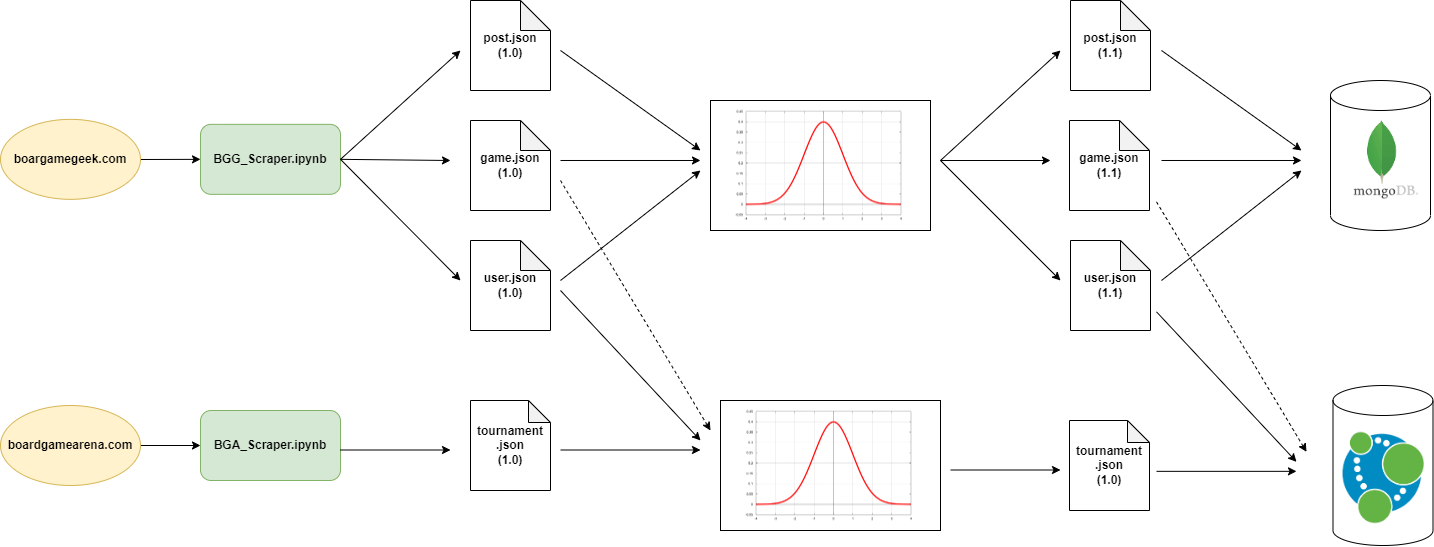 post.json
(1.0)
post.json
(1.1)
boargamegeek.com
BGG_Scraper.ipynb
game.json
(1.0)
game.json
(1.1)
mongoDB.
user.json
(1.0)
user.json
(1.1)
boardgamearena.com
BGA_Scraper.ipynb
tournament
.json
(1.0)
tournament
.json
(1.0)